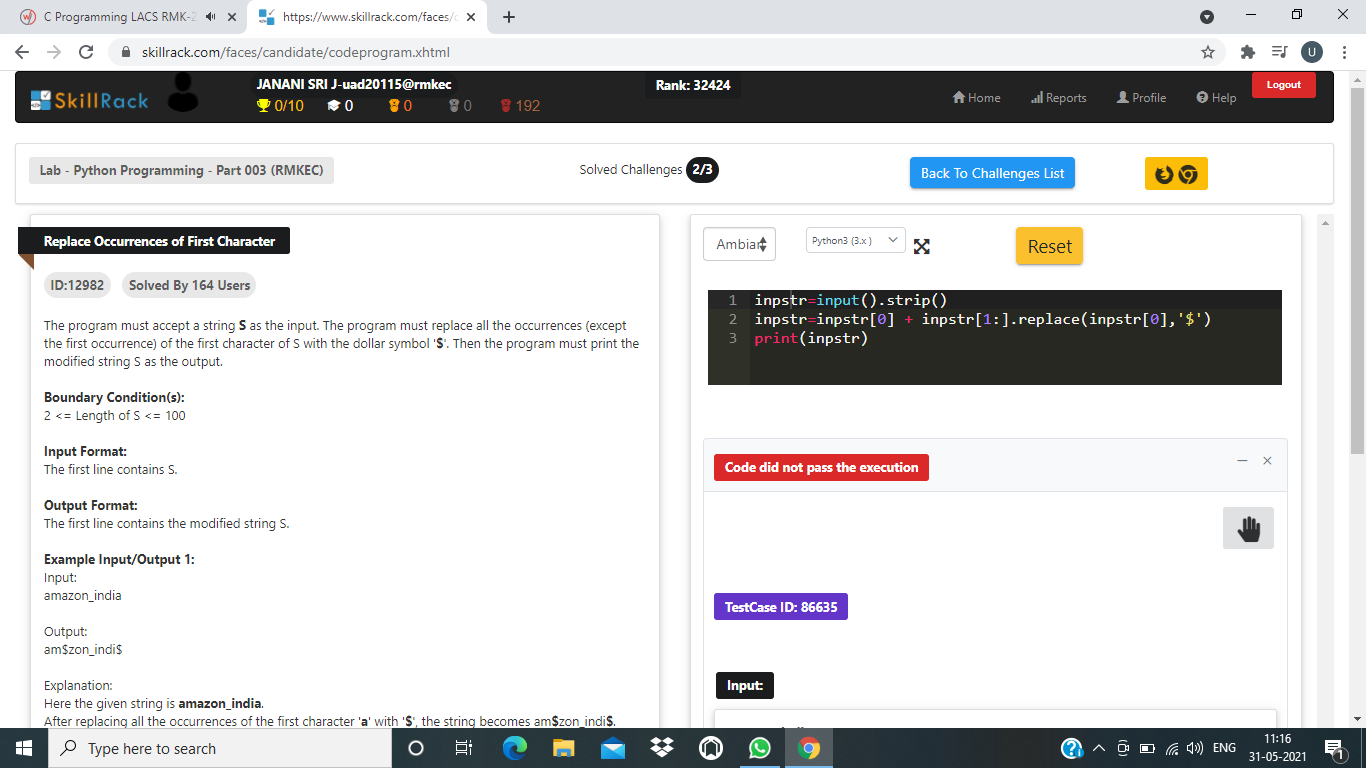 C Programming LACS RMK-2
https://www.skillrack.com/faces/c
skillrack.com/faces/candidate/codeprogram.xhtml
U
SkillRack
JANANI SRI J-uad20115@rmkec
0/10 0 0 0 192
Rank: 32424
Home Reports Profile Help
Logout
Lab - Python Programming - Part 003 (RMKEC)
Solved Challenges 2/3
Back To Challenges List
Replace Occurrences of First Character
ID:12982 Solved By 164 Users
The program must accept a string S as the input. The program must replace all the occurrences (except
the first occurrence) of the first character of S with the dollar symbol '$'. Then the program must print the
modified string S as the output.
Boundary Condition(s):
2 <= Length of S <= 100
Input Format:
The first line contains S.
Output Format:
The first line contains the modified string S.
Example Input/Output 1:
Input:
amazon_india
Output:
am$zon_indi$
Explanation:
Here the given string is amazon_india.
After replacing all the occurrences of the first character 'a' with '$', the string becomes am$zon_indi$.
Ambian
Python3 (3.x )
Reset
1 inpstr=input().strip()
2 inpstr=inpstr[0] + inpstr[1:].replace(inpstr[0],'$')
3 print(inpstr)
Code did not pass the execution
TestCase ID: 86635
Input:
Type here to search
ENG
11:16
31-05-2021
1